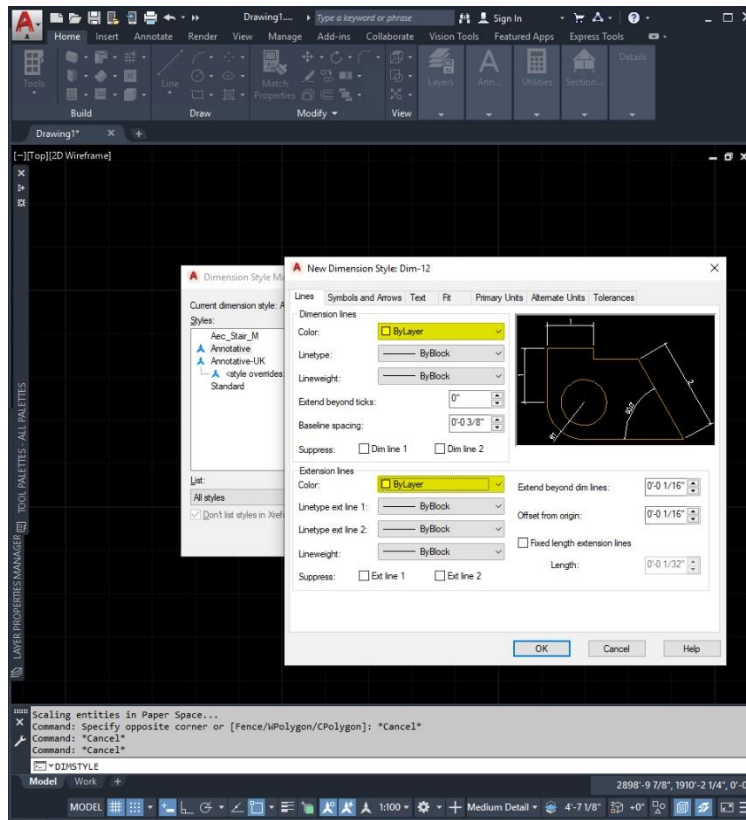 Drawing1.... Type a keyword or phrase Sign In
Home Insert Annotate Render View Manage Add-ins Collaborate Vision Tools Featured Apps Express Tools
Tools Line Match Properties Layers Ann... Utilities Section... Details
Build Draw Modify View
Drawing1*
[−][Top][2D Wireframe]
Dimension Style Ma
Current dimension style: A
Styles:
Aec_Stair_M
Annotative
Annotative-UK
<style overrides
Standard
List:
All styles
Don't list styles in Xrefs
New Dimension Style: Dim-12
Lines Symbols and Arrows Text Fit Primary Units Alternate Units Tolerances
Dimension lines
Color: ByLayer
Linetype: ByBlock
Lineweight: ByBlock
Extend beyond ticks: 0"
Baseline spacing: 0'-0 3/8"
Suppress: Dim line 1 Dim line 2
Extension lines
Color: ByLayer
Linetype ext line 1: ByBlock
Linetype ext line 2: ByBlock
Lineweight: ByBlock
Suppress: Ext line 1 Ext line 2
Extend beyond dim lines: 0'-0 1/16"
Offset from origin: 0'-0 1/16"
Fixed length extension lines
Length: 0'-0 1/32"
OK Cancel Help
TOOL PALETTES - ALL PALETTES
LAYER PROPERTIES MANAGER
Scaling entities in Paper Space...
Command: Specify opposite corner or [Fence/WPolygon/CPolygon]: *Cancel*
Command: *Cancel*
Command: *Cancel*
DIMSTYLE
Model Work +
2898'-9 7/8", 1910'-2 1/4", 0'-0
MODEL 1:100 Medium Detail 4'-7 1/8" +0"